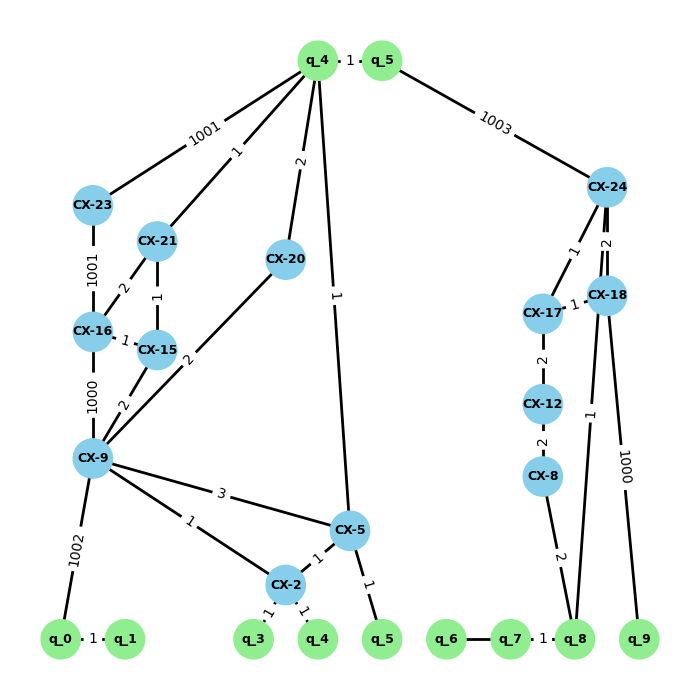 q_4 1 q_5
1001 1 2 1003
CX-24
CX-23
CX-21 1 2
CX-20
1001 2 1 1 CX-18
1 CX-17
CX-16 1 CX-15 2 2
1000 2 1
CX-12
2
CX-9 1000
3 CX-8
1 CX-5
1002 1 2
CX-2 1
1 1
q_0 1 q_1 q_3 q_4 q_5 q_6 q_7 1 q_8 q_9